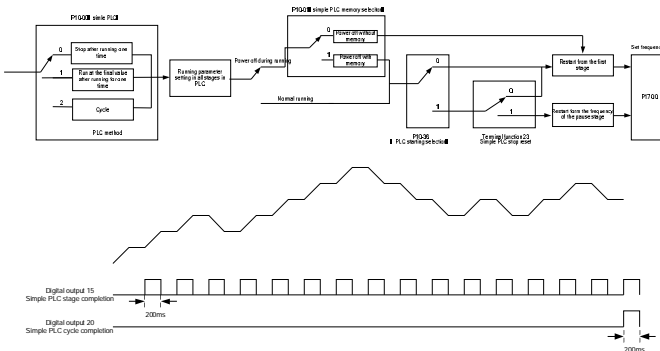 P10-00【 simle PLC】
0
Stop after running one
time
1
Run at the final value
after running for one
time
2
Cycle
PLC method
Running parameter
setting in all stages in
PLC
Power off during running
P10-01【 simple PLC memory selection】
0
Power off without
memory.
1
Power off with
memory.
Normal running
0
1
P10-36
【 PLC starting selection】
0
1
Terminal function 23
Simple PLC stop reset
Restart from the first
stage
Restart form the frequency
of the pause stage
Set frequency
P17.00
Digital output 15
Simple PLC stage completion
200ms
Digital output 20
Simple PLC cycle completion
200ms